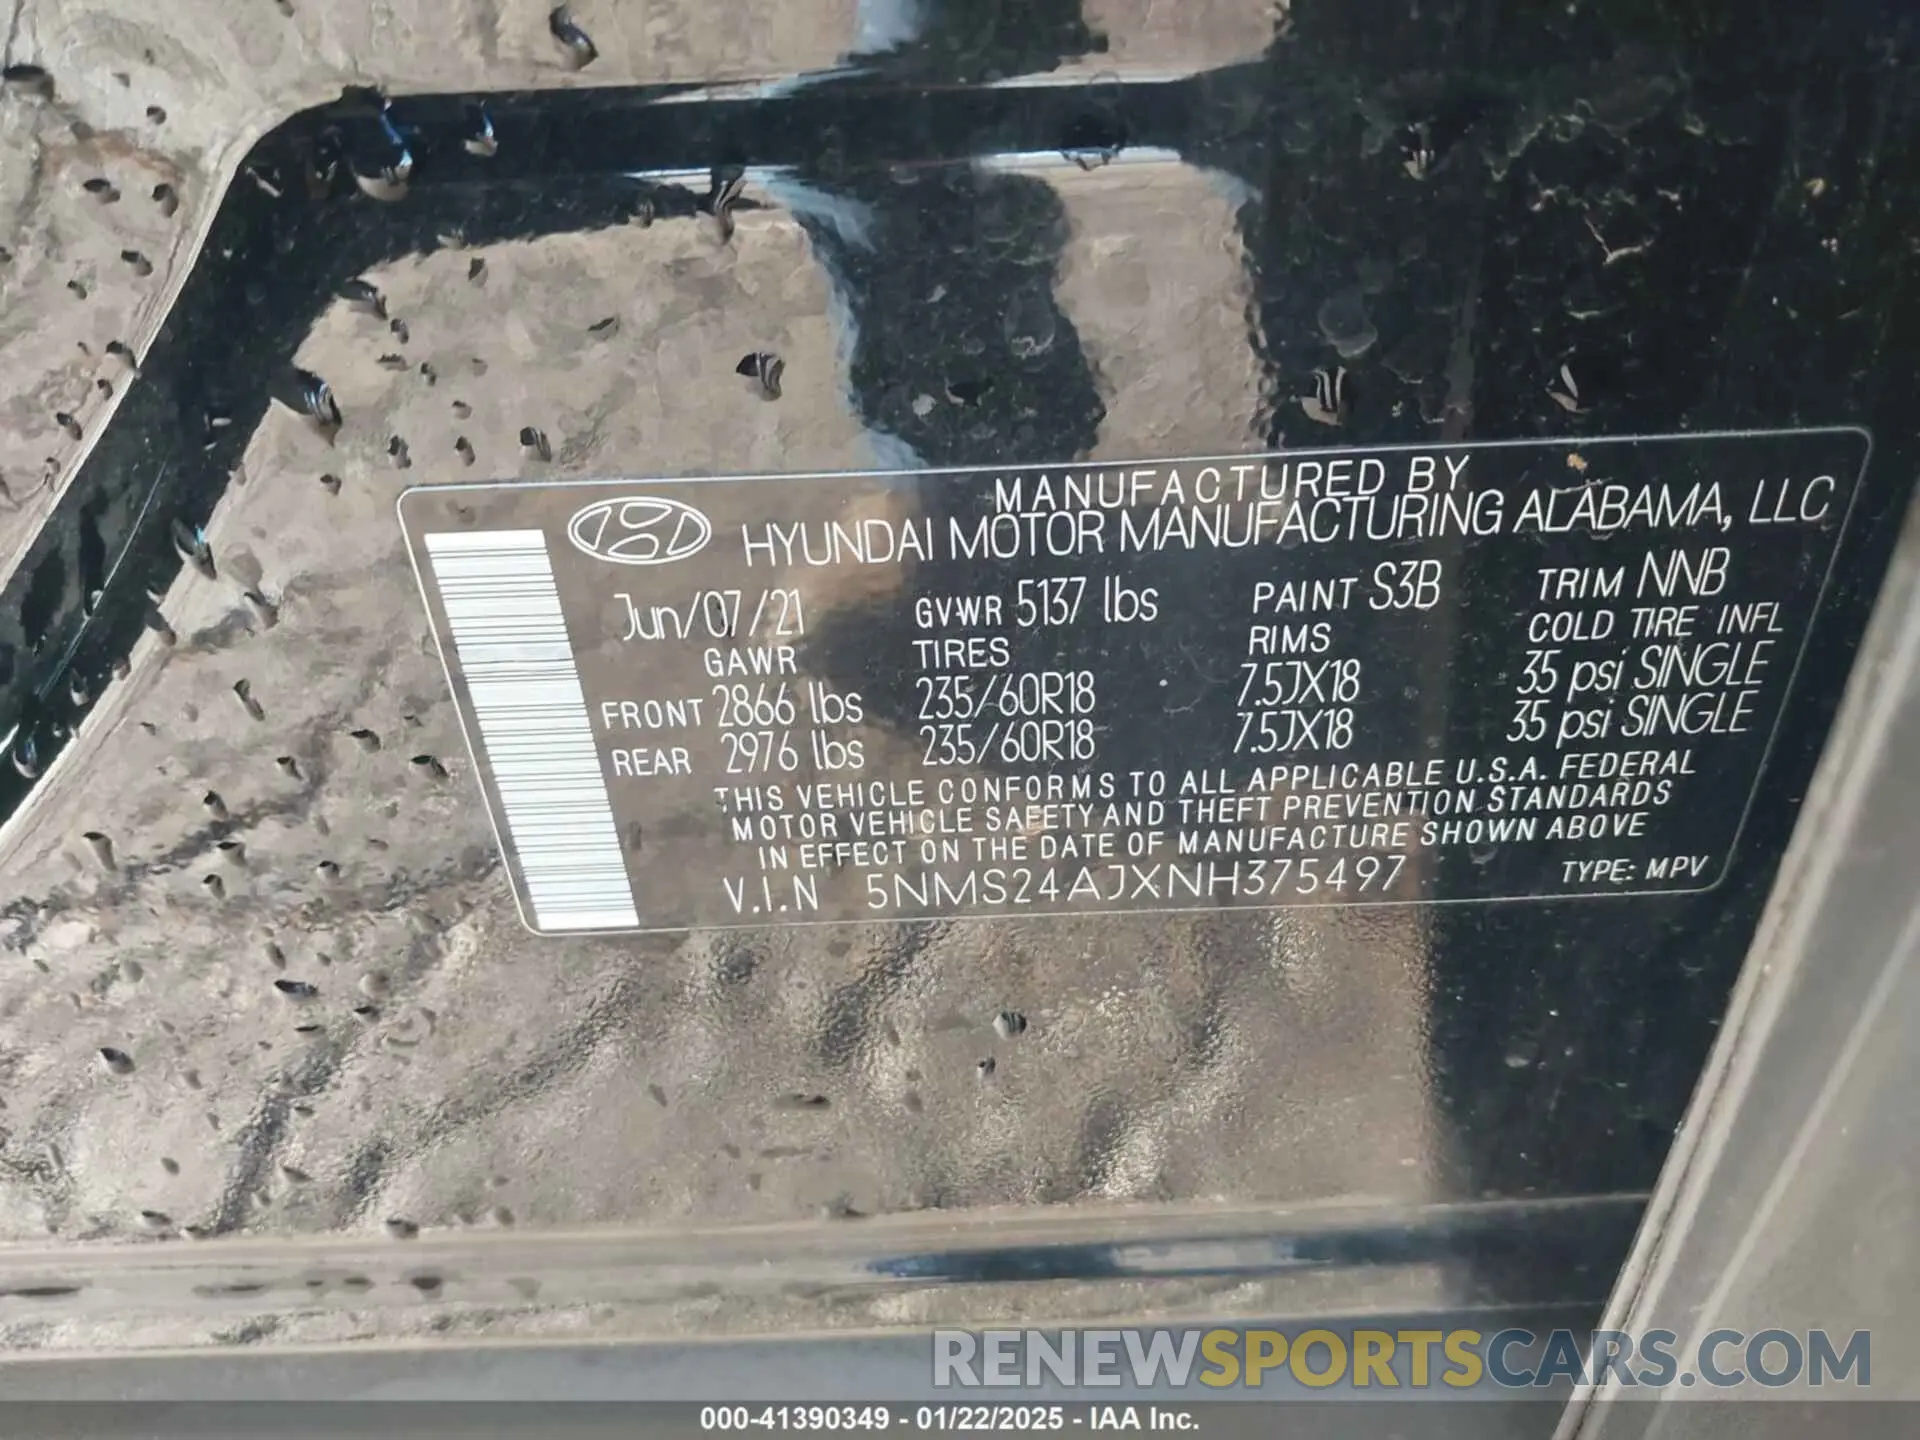 MANUFACTURED BY
HYUNDAI MOTOR MANUFACTURING ALABAMA, LLC
Jun/07/21 GVWR 5137 lbs PAINT S3B TRIM NNB
GAWR TIRES RIMS COLD TIRE INFL
FRONT 2866 lbs 235/60R18 7.5JX18 35 psi SINGLE
REAR 2976 lbs 235/60R18 7.5JX18 35 psi SINGLE
THIS VEHICLE CONFORMS TO ALL APPLICABLE U.S.A. FEDERAL
MOTOR VEHICLE SAFETY AND THEFT PREVENTION STANDARDS
IN EFFECT ON THE DATE OF MANUFACTURE SHOWN ABOVE
V.I.N 5NMS24AJXNH375497 TYPE: MPV
RENEWSPORTSCARS.COM
000-41390349 - 01/22/2025 - IAA Inc.